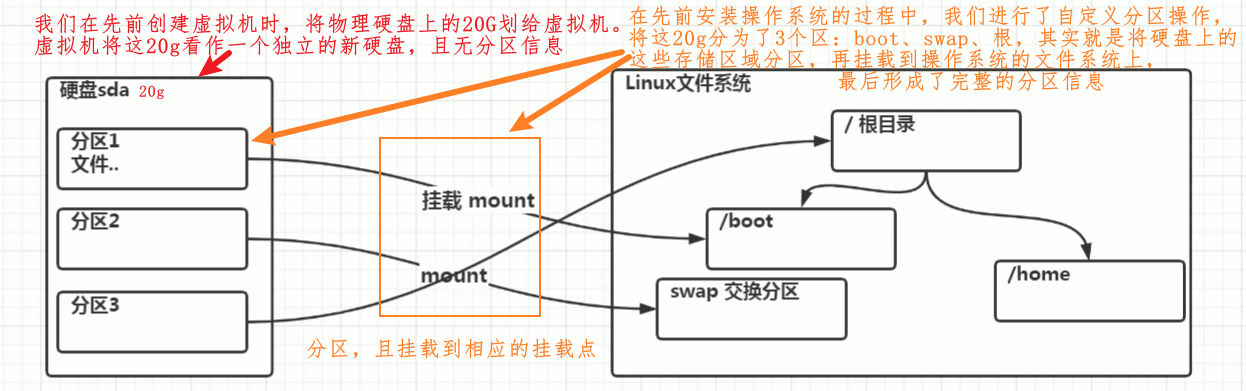 我们在先前创建虚拟机时，将物理硬盘上的20G划给虚拟机。
虚拟机将这20g看作一个独立的新硬盘，且无分区信息
在先前安装操作系统的过程中，我们进行了自定义分区操作，
将这20g分为了3个区：boot、swap、根，其实就是将硬盘上的
这些存储区域分区，再挂载到操作系统的文件系统上，
最后形成了完整的分区信息
硬盘sda 20g
分区1
文件..
分区2
分区3
挂载 mount
mount
分区，且挂载到相应的挂载点
Linux文件系统
/ 根目录
/boot
swap 交换分区
/home